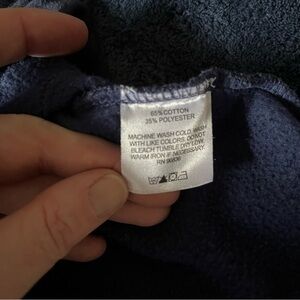 65% COTTON
35% POLYESTER
MACHINE WASH COLD. WASH
WITH LIKE COLORS. DO NOT
BLEACH TUMBLE DRY LOW.
WARM IRON IF NECESSARY.
RN